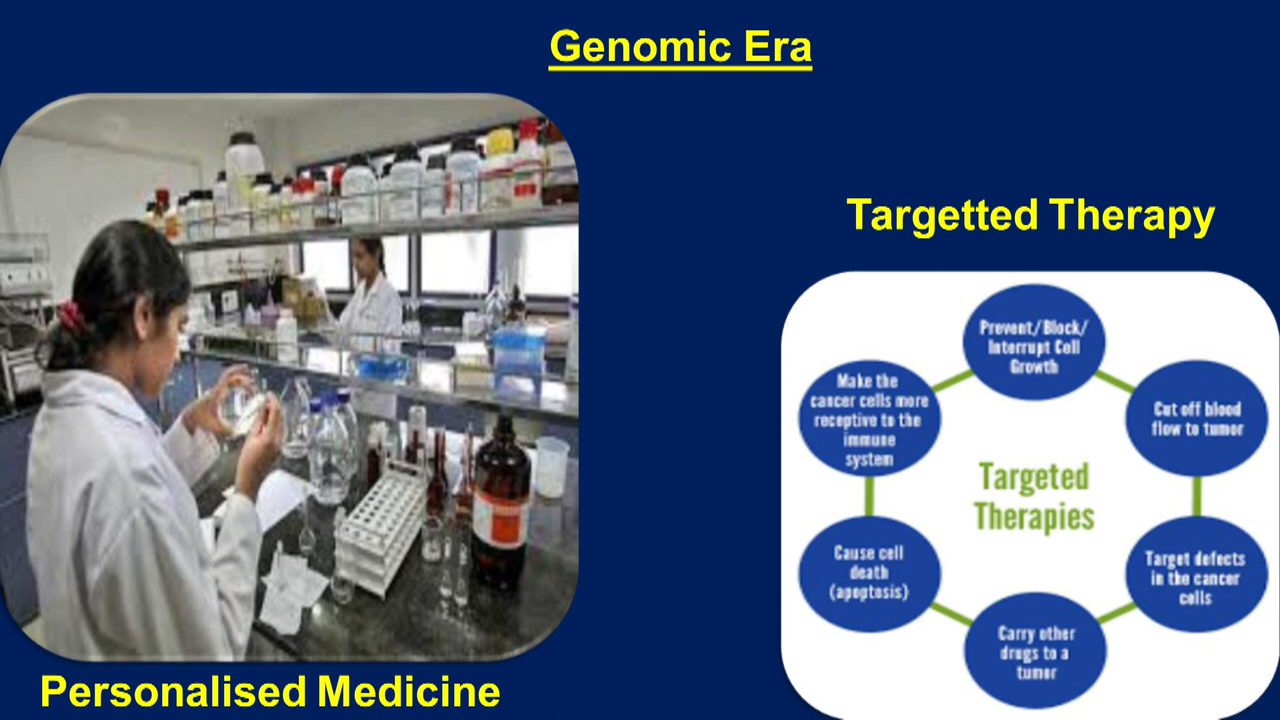 Genomic Era
Targetted Therapy
Prevent/Block/
Interrupt Cell
Growth
Make the
cancer cells more
receptive to the
immune
system
Cut off blood
flow to tumor
Targeted
Therapies
Cause cell
death
(apoptosis)
Target defects
in the cancer
cells
Carry other
drugs to a
tumor
Personalised Medicine